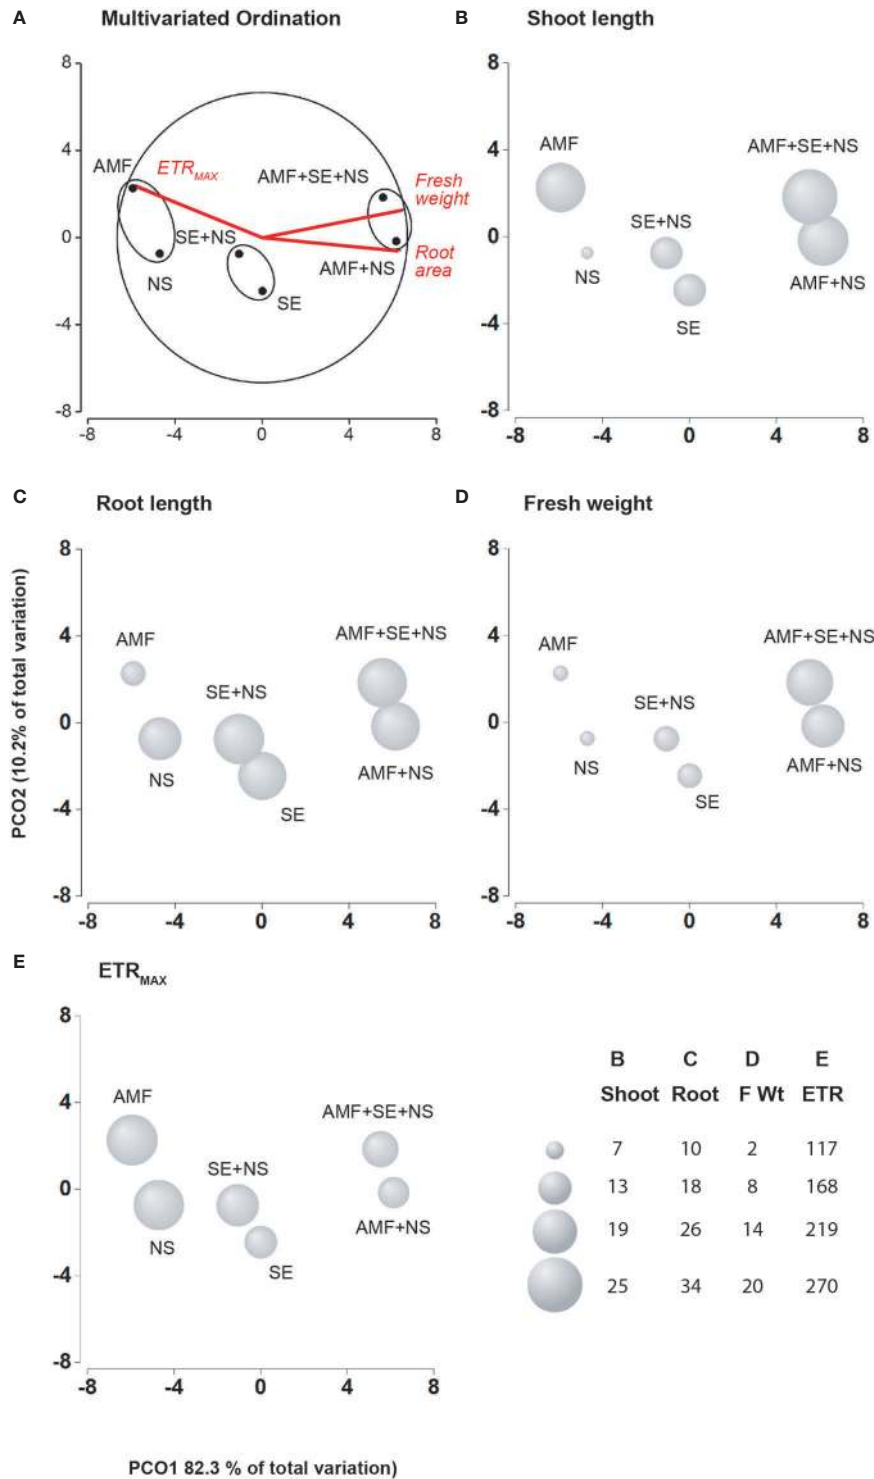 A Multivariated Ordination
8
4
0
-4
-8
-8 -4 0 4 8
AMF
ETRMAX
AMF+SE+NS
Fresh
weight
SE+NS
AMF+NS
Root
area
NS
SE
B Shoot length
8
4
0
-4
-8
-8 -4 0 4 8
AMF
AMF+SE+NS
SE+NS
NS
AMF+NS
SE
C Root length
8
4
0
-4
-8
-8 -4 0 4 8
AMF
AMF+SE+NS
SE+NS
NS
AMF+NS
SE
PCO2 (10.2% of total variation)
D Fresh weight
8
4
0
-4
-8
-8 -4 0 4 8
AMF
AMF+SE+NS
SE+NS
NS
AMF+NS
SE
E ETRMAX
8
4
0
-4
-8
-8 -4 0 4 8
AMF
AMF+SE+NS
SE+NS
NS
AMF+NS
SE
PCO1 82.3 % of total variation)
B C D E
Shoot Root F Wt ETR
7 10 2 117
13 18 8 168
19 26 14 219
25 34 20 270